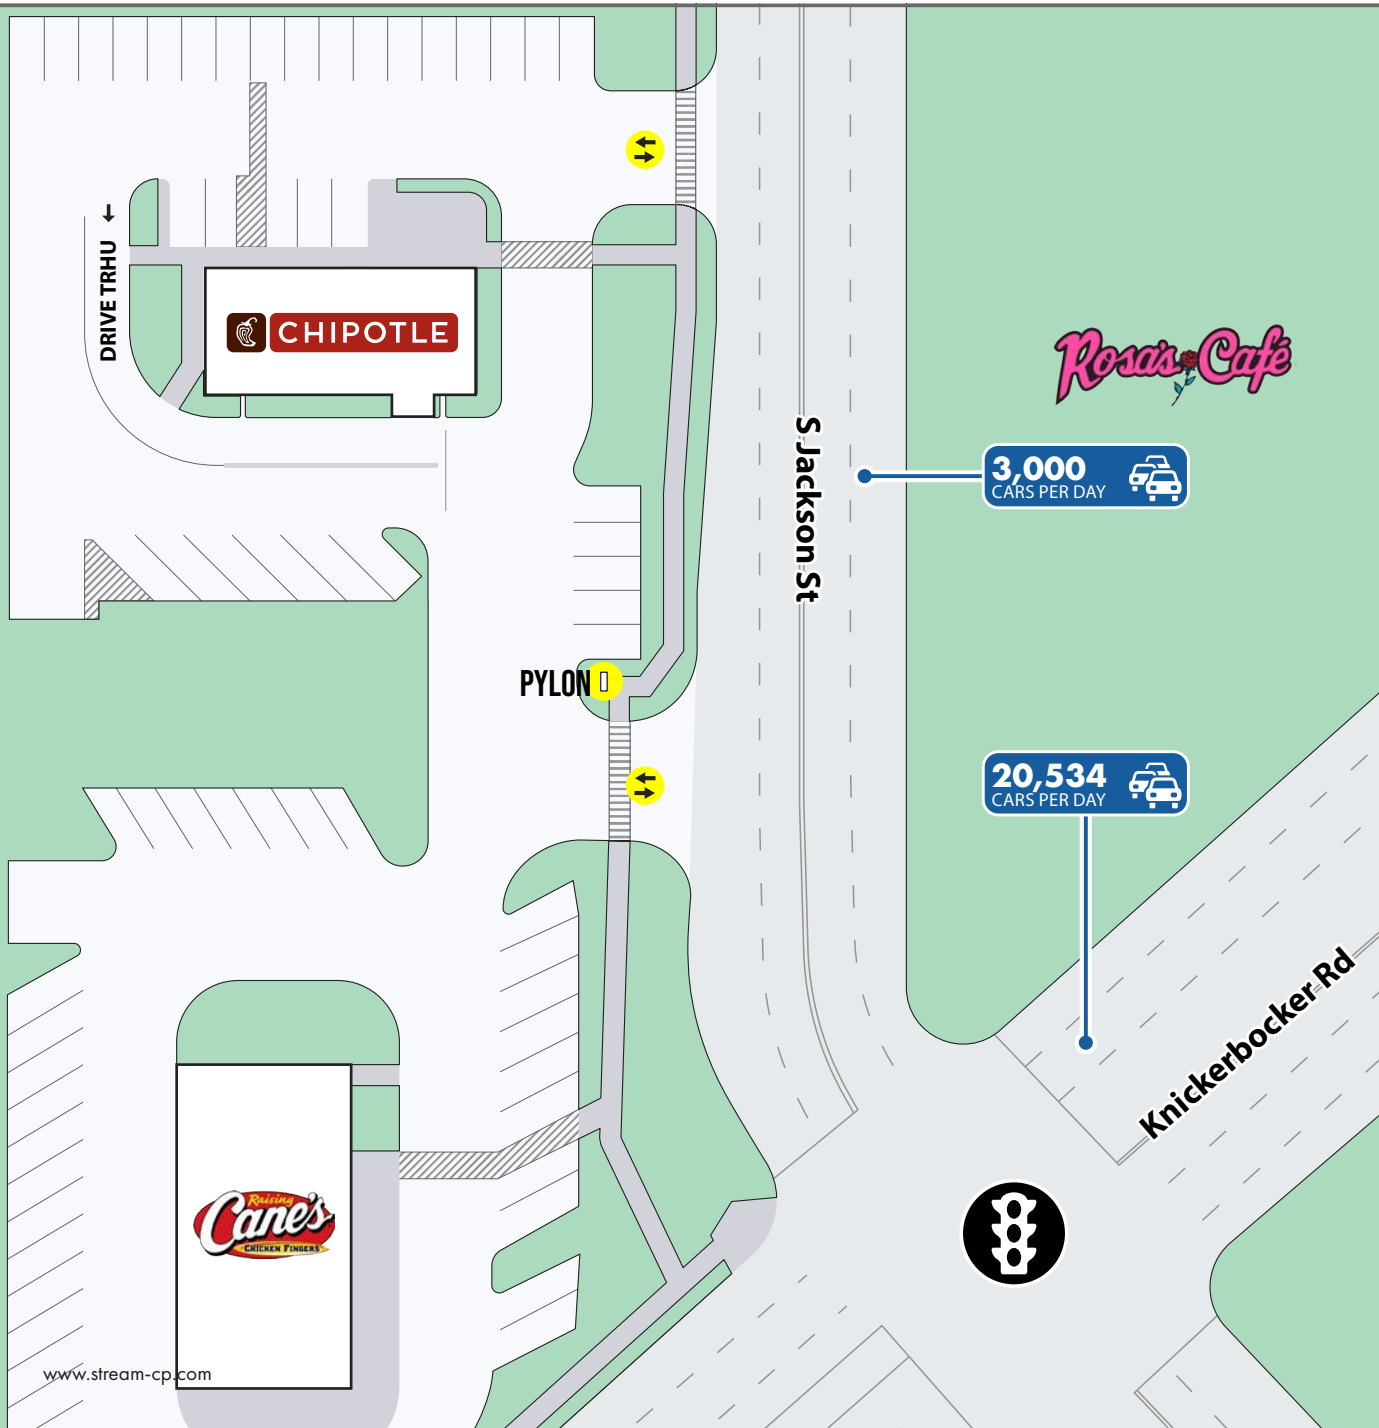 DRIVE TRHU
CHIPOTLE
Rosa's Café
S Jackson St
3,000
CARS PER DAY
PYLON
20,534
CARS PER DAY
Knickerbocker Rd
Raising
Cane's
CHICKEN FINGERS
www.stream-cp.com